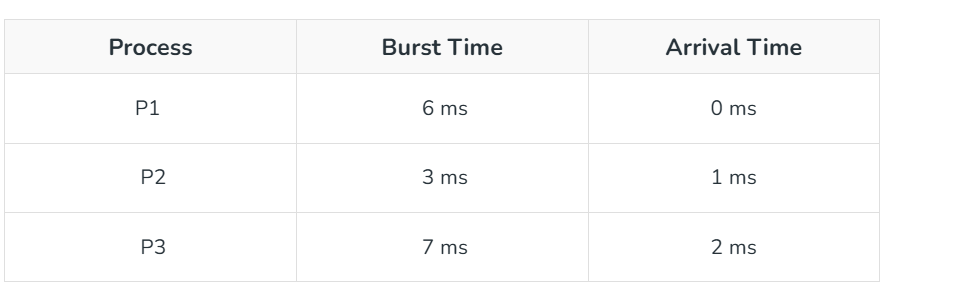 Process Burst Time Arrival Time
P1 6 ms 0 ms
P2 3 ms 1 ms
P3 7 ms 2 ms